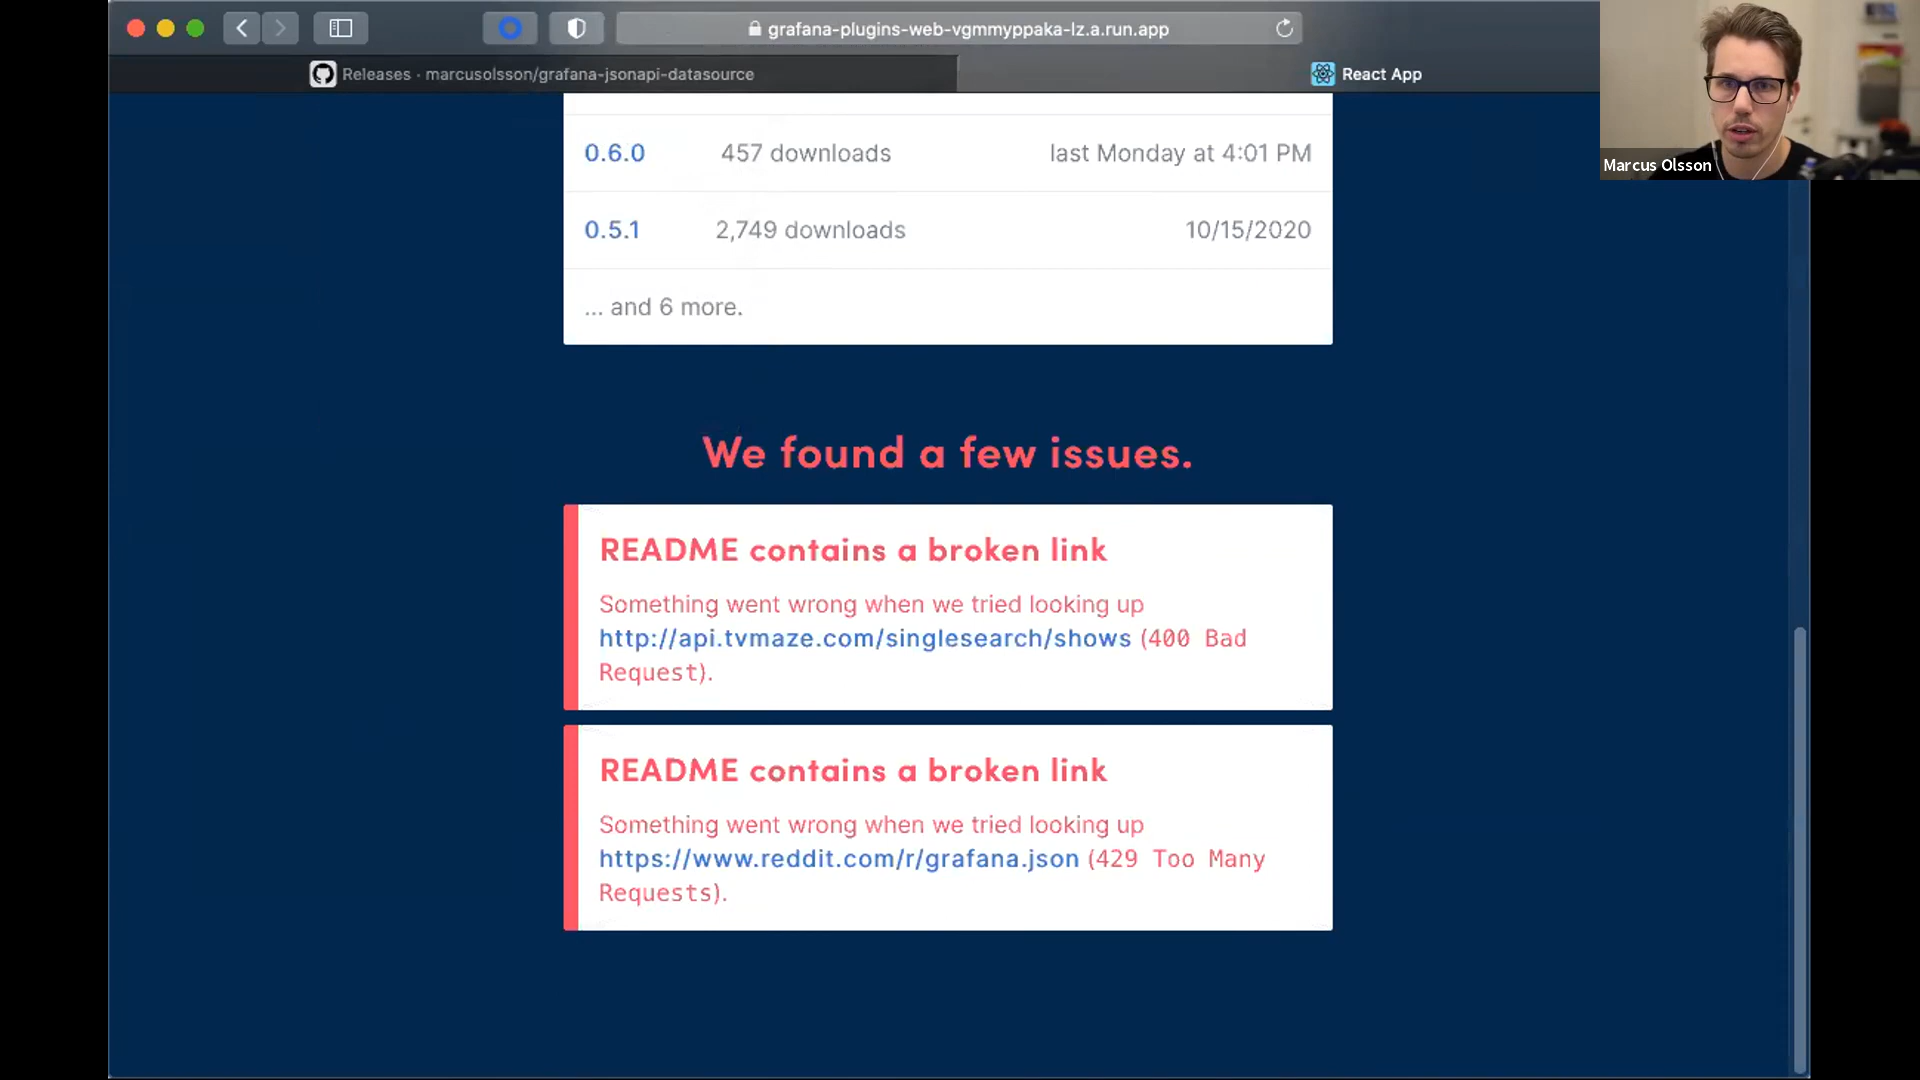 grafana-plugins-web-vgmmyppaka-lz.a.run.app
Releases · marcusolsson/grafana-jsonapi-datasource
React App
Marcus Olsson
0.6.0 457 downloads last Monday at 4:01 PM
0.5.1 2,749 downloads 10/15/2020
... and 6 more.
We found a few issues.
README contains a broken link
Something went wrong when we tried looking up
http://api.tvmaze.com/singlesearch/shows (400 Bad
Request).
README contains a broken link
Something went wrong when we tried looking up
https://www.reddit.com/r/grafana.json (429 Too Many
Requests).